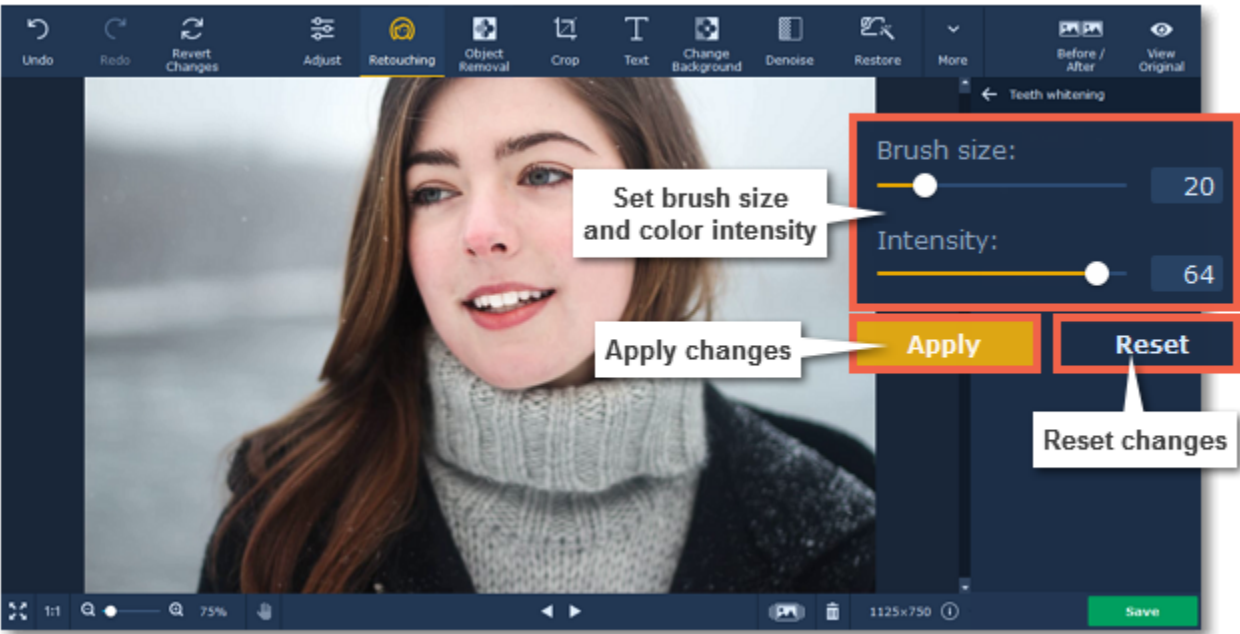 Undo
Redo
Revert
Changes
Adjust
Retouching
Object
Removal
Crop
Text
Change
Background
Denoise
Restore
More
Before /
After
View
Original
Teeth whitening
Brush size:
20
Set brush size
and color intensity
Intensity:
64
Apply changes
Apply
Reset
Reset changes
1:1
75%
1125×750
Save